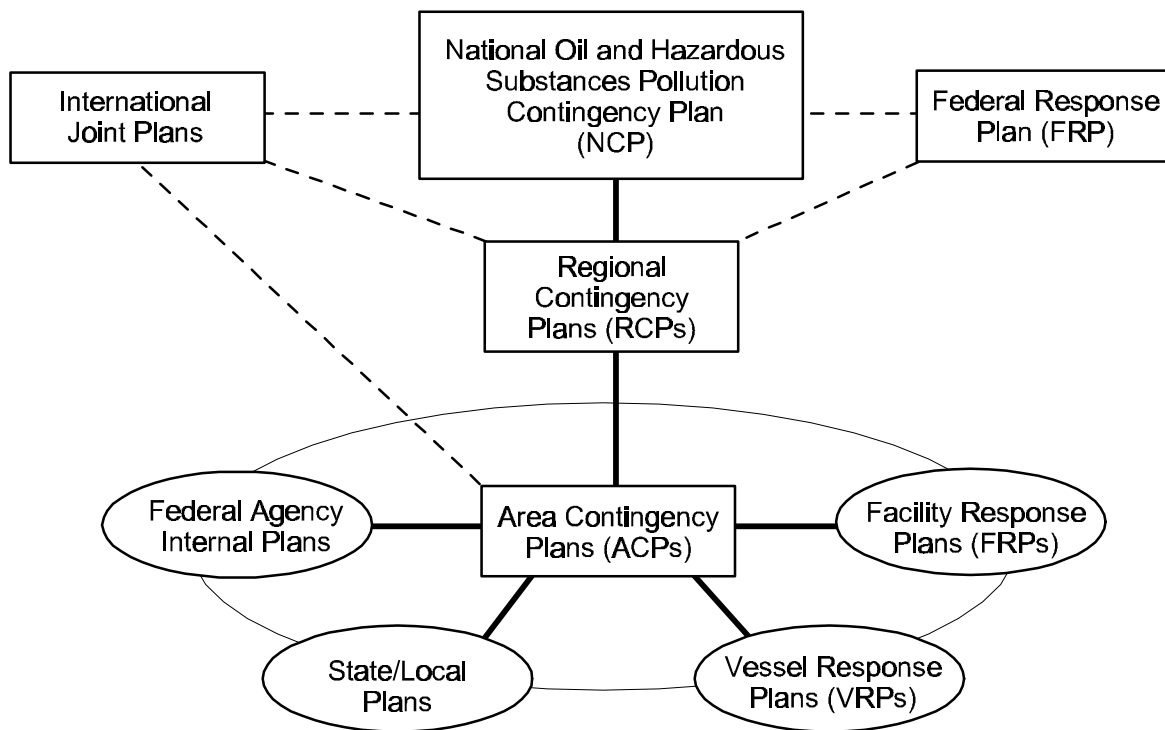 National Oil and Hazardous
Substances Pollution
Contingency Plan
(NCP)
International
Joint Plans
Federal Response
Plan (FRP)
Regional
Contingency
Plans (RCPs)
Federal Agency
Internal Plans
Area Contingency
Plans (ACPs)
Facility Response
Plans (FRPs)
State/Local
Plans
Vessel Response
Plans (VRPs)